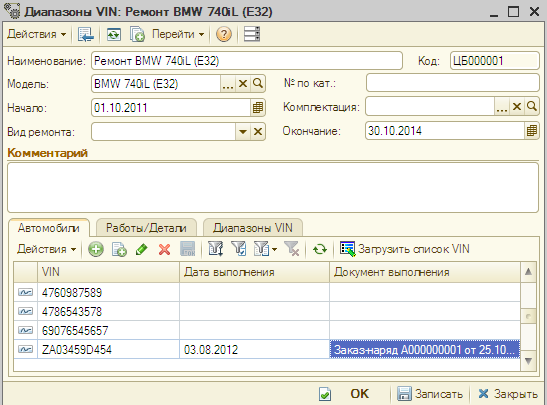 Диапазоны VIN: Ремонт BMW 740iL (E32)
Действия Перейти
Наименование: Ремонт BMW 740iL (E32) Код: ЦБ000001
Модель: BMW 740iL (E32) № по кат.:
Начало: 01.10.2011 Комплектация:
Вид ремонта: Окончание: 30.10.2014
Комментарий
Автомобили Работы/Детали Диапазоны VIN
Действия Загрузить список VIN
VIN Дата выполнения Документ выполнения
4760987589
4786543578
69076545657
ZA03459D454 03.08.2012 Заказ-наряд А000000001 от 25.10...
OK Записать Закрыть